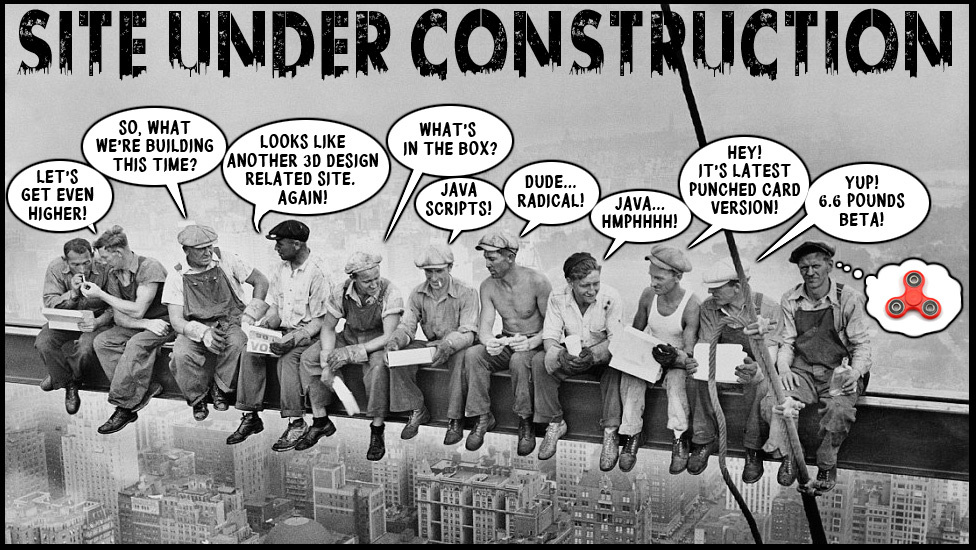 SITE UNDER CONSTRUCTION
LET'S
GET EVEN
HIGHER!
SO, WHAT
WE'RE BUILDING
THIS TIME?
LOOKS LIKE
ANOTHER 3D DESIGN
RELATED SITE.
AGAIN!
WHAT'S
IN THE BOX?
JAVA
SCRIPTS!
DUDE...
RADICAL!
JAVA...
HMPHHHH!
HEY!
IT'S LATEST
PUNCHED CARD
VERSION!
YUP!
6.6 POUNDS
BETA!